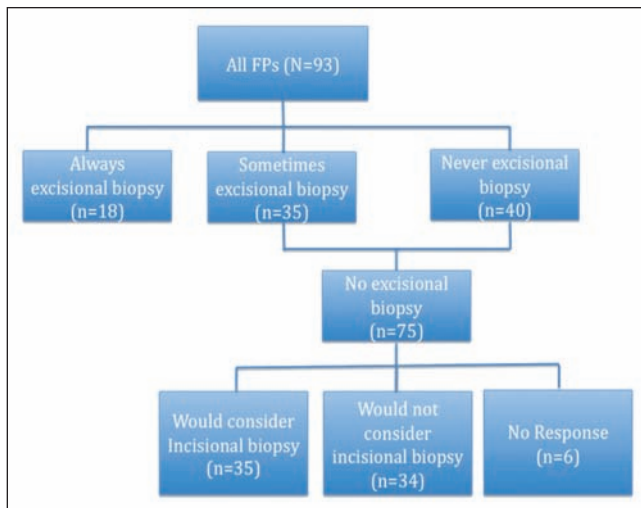 All FPs (N=93)
Always
excisional biopsy
(n=18)
Sometimes
excisional biopsy
(n=35)
Never excisional
biopsy
(n=40)
No excisional
biopsy
(n=75)
Would consider
Incisional biopsy
(n=35)
Would not
consider
incisional biopsy
(n=34)
No Response
(n=6)